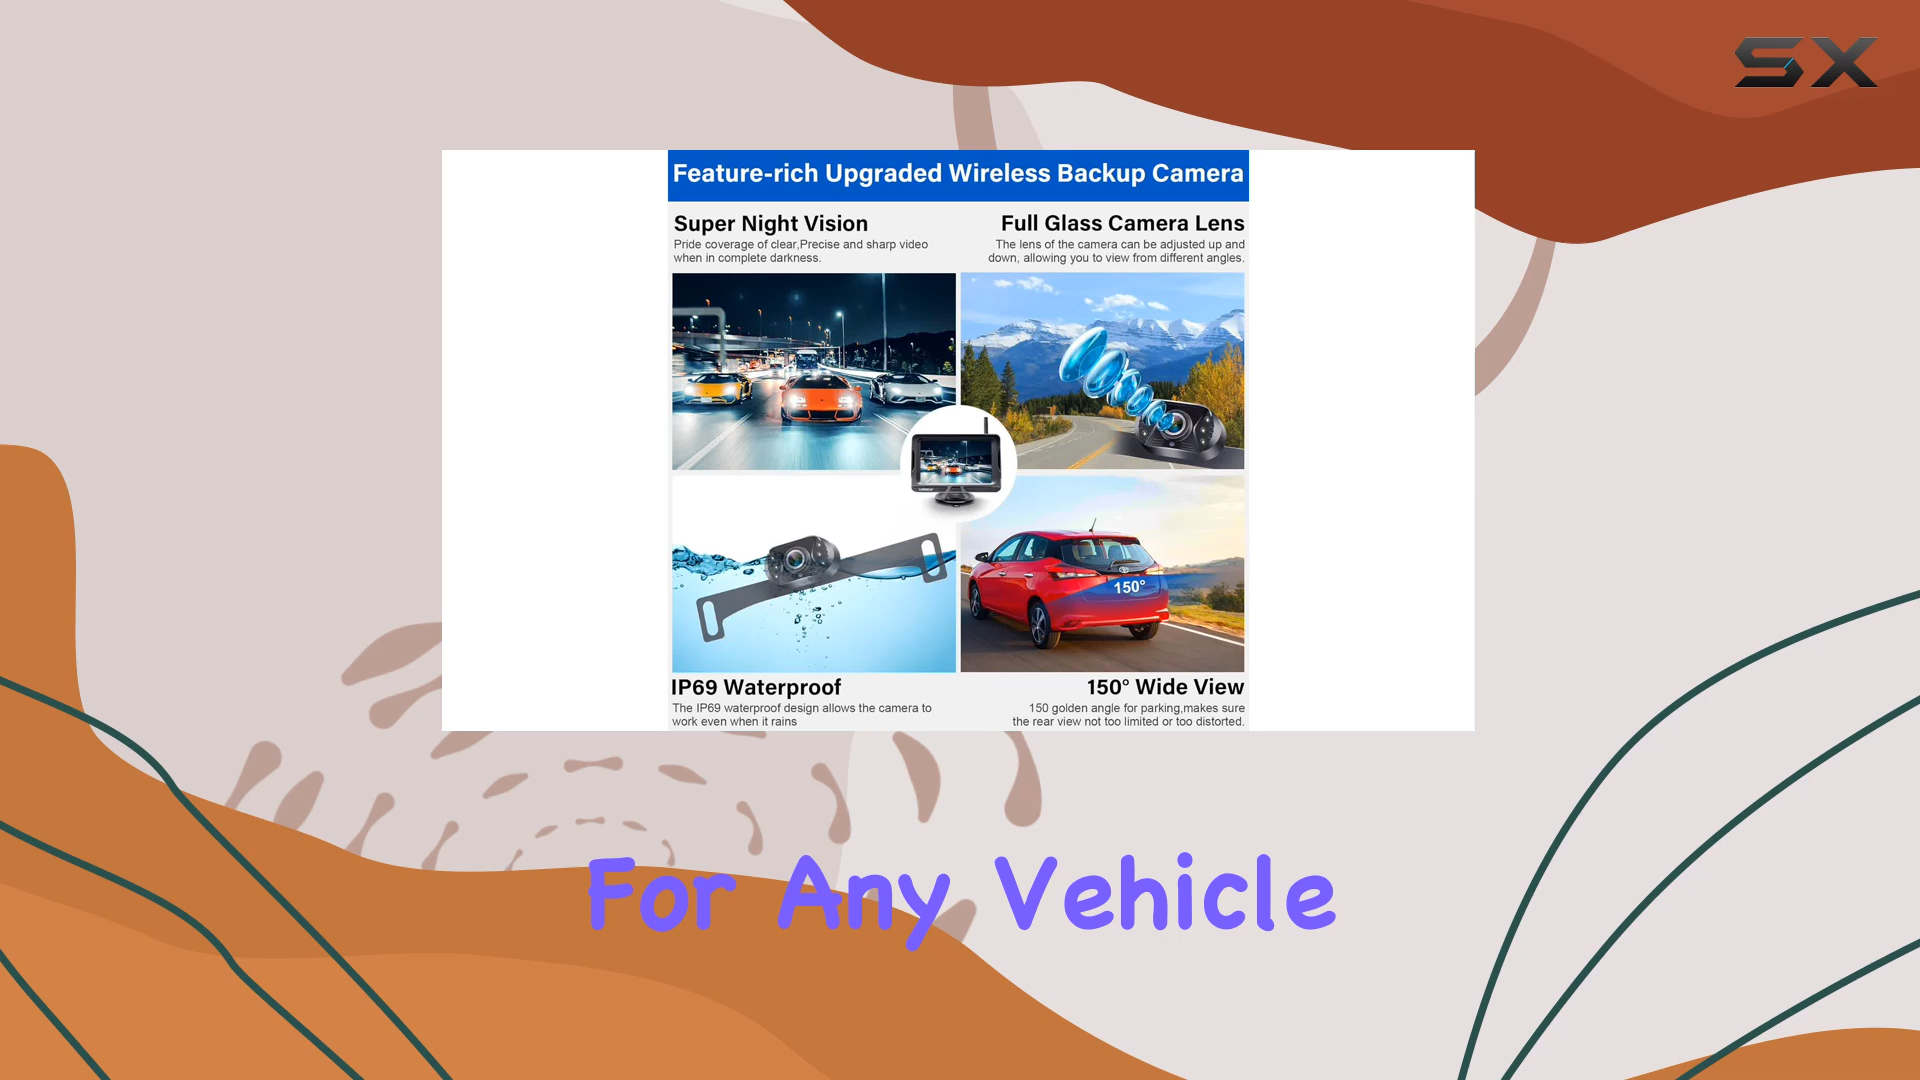 SX
Feature-rich Upgraded Wireless Backup Camera
Super Night Vision
Pride coverage of clear,Precise and sharp video
when in complete darkness.
Full Glass Camera Lens
The lens of the camera can be adjusted up and
down, allowing you to view from different angles.
150°
IP69 Waterproof
The IP69 waterproof design allows the camera to
work even when it rains
150° Wide View
150 golden angle for parking,makes sure
the rear view not too limited or too distorted.
For Any Vehicle